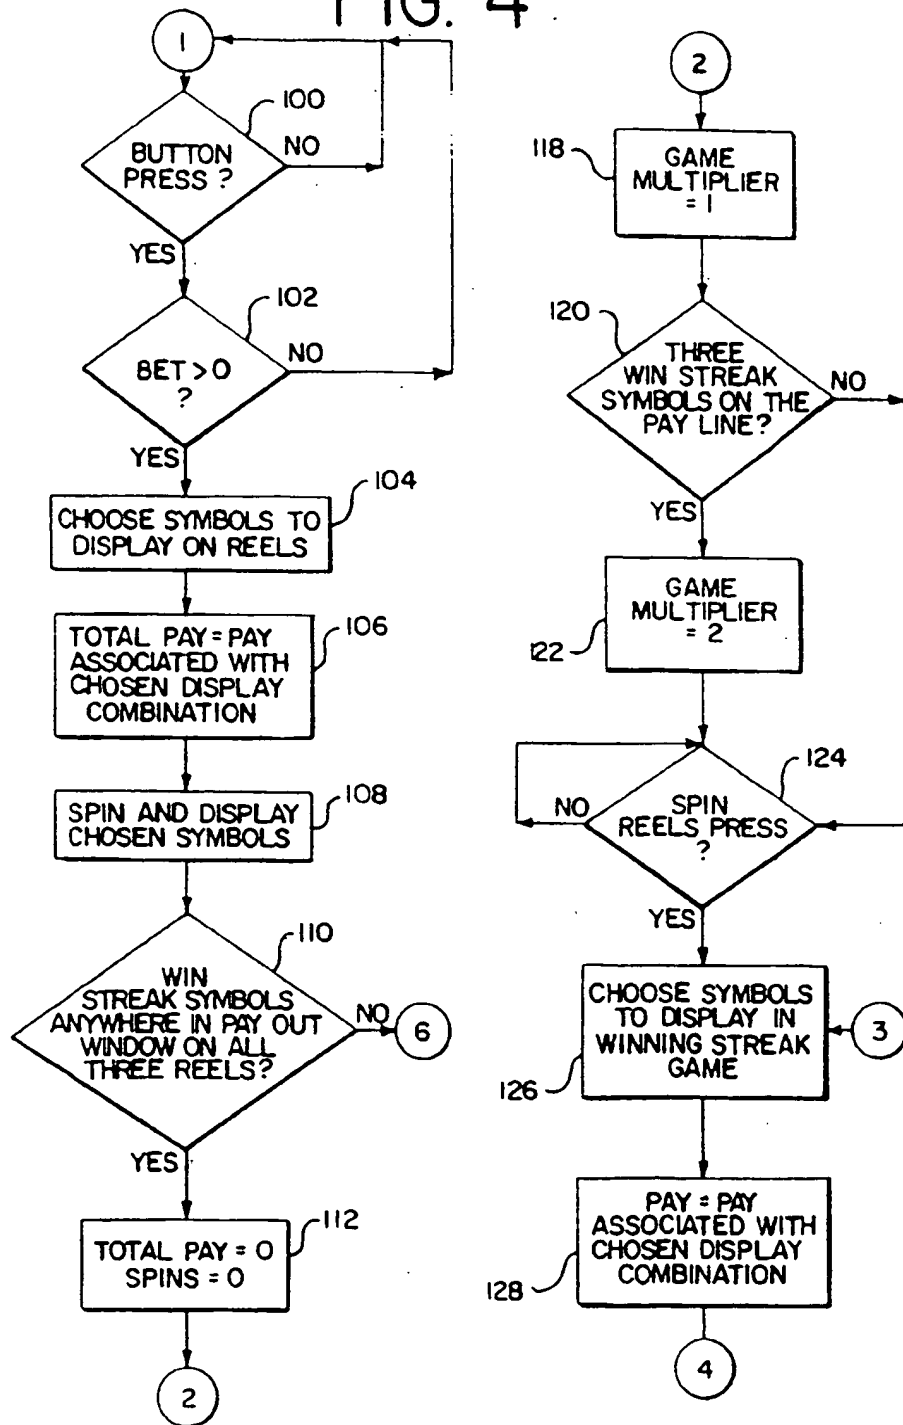 FIG. 4
1
100
BUTTON
PRESS ?
NO
YES
102
BET > 0
?
NO
YES
104
CHOOSE SYMBOLS TO
DISPLAY ON REELS
106
TOTAL PAY = PAY
ASSOCIATED WITH
CHOSEN DISPLAY
COMBINATION
108
SPIN AND DISPLAY
CHOSEN SYMBOLS
110
WIN
STREAK SYMBOLS
ANYWHERE IN PAY OUT
WINDOW ON ALL
THREE REELS?
NO
6
YES
112
TOTAL PAY = 0
SPINS = 0
2
2
118
GAME
MULTIPLIER
= 1
120
THREE
WIN STREAK
SYMBOLS ON THE
PAY LINE?
NO
YES
GAME
MULTIPLIER
= 2
122
124
SPIN
REELS PRESS
?
NO
YES
CHOOSE SYMBOLS
TO DISPLAY IN
WINNING STREAK
GAME
3
126
PAY = PAY
ASSOCIATED WITH
CHOSEN DISPLAY
COMBINATION
128
4